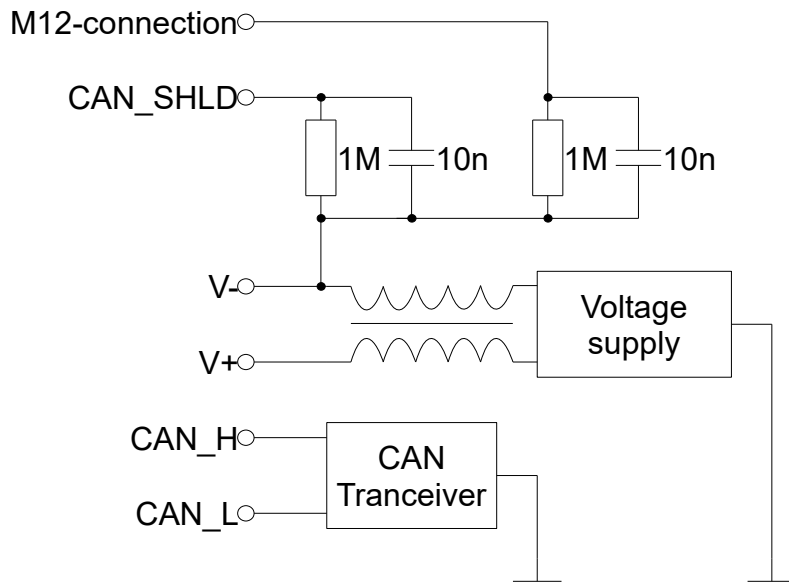 M12-connection
CAN_SHLD
1M
10n
1M
10n
V-
V+
Voltage
supply
CAN_H
CAN_L
CAN
Tranceiver